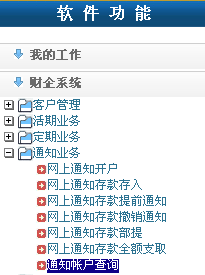 软件功能
我的工作
财企系统
客户管理
活期业务
定期业务
通知业务
网上通知开户
网上通知存款存入
网上通知存款提前通知
网上通知存款撤销通知
网上通知存款部提
网上通知存款全额支取
通知帐户查询